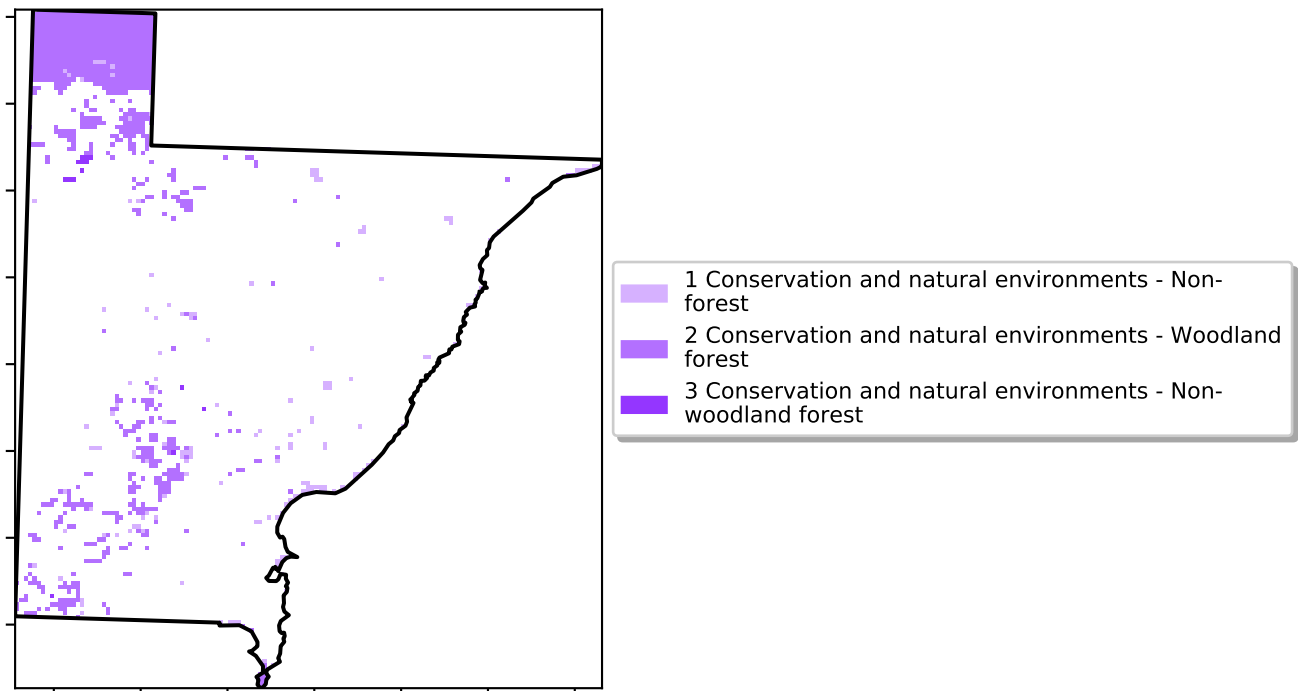 1 Conservation and natural environments - Non-
forest
2 Conservation and natural environments - Woodland
forest
3 Conservation and natural environments - Non-
woodland forest